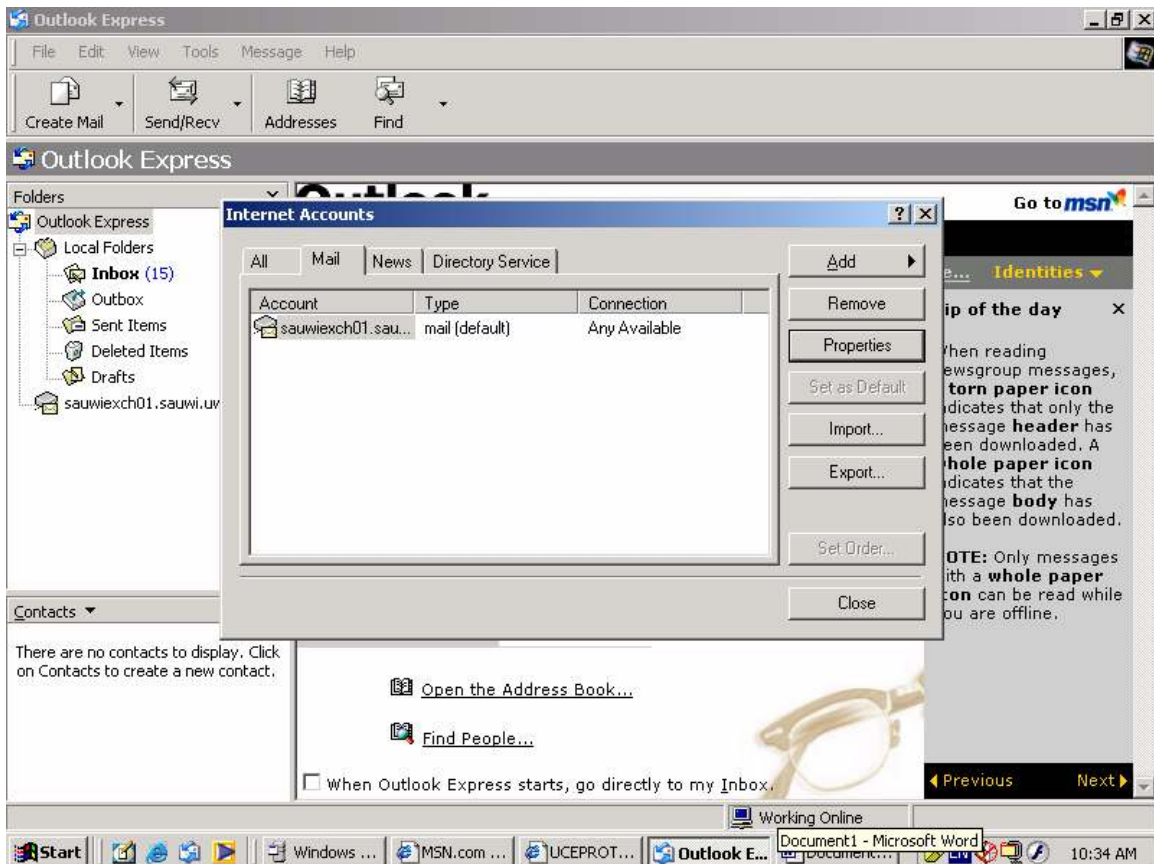 Outlook Express
File Edit View Tools Message Help
Create Mail Send/Recv Addresses Find
Outlook Express
Folders
Outlook Express
Local Folders
Inbox (15)
Outbox
Sent Items
Deleted Items
Drafts
sauwiexch01.sauwi.uw
Contacts
There are no contacts to display. Click
on Contacts to create a new contact.
Outlook
Go to msn
Internet Accounts
All Mail News Directory Service
Account Type Connection
sauwiexch01.sau... mail (default) Any Available
Add
Remove
Properties
Set as Default
Import...
Export...
Set Order...
Close
e... Identities
ip of the day
hen reading
ewsgroup messages,
torn paper icon
dicates that only the
essage header has
een downloaded. A
hole paper icon
dicates that the
essage body has
lso been downloaded.
OTE: Only messages
ith a whole paper
con can be read while
ou are offline.
Open the Address Book...
Find People...
When Outlook Express starts, go directly to my Inbox.
Previous Next
Working Online
Document1 - Microsoft Word
Start Windows ... MSN.com ... UCEPROT... Outlook E... Document... EN 10:34 AM